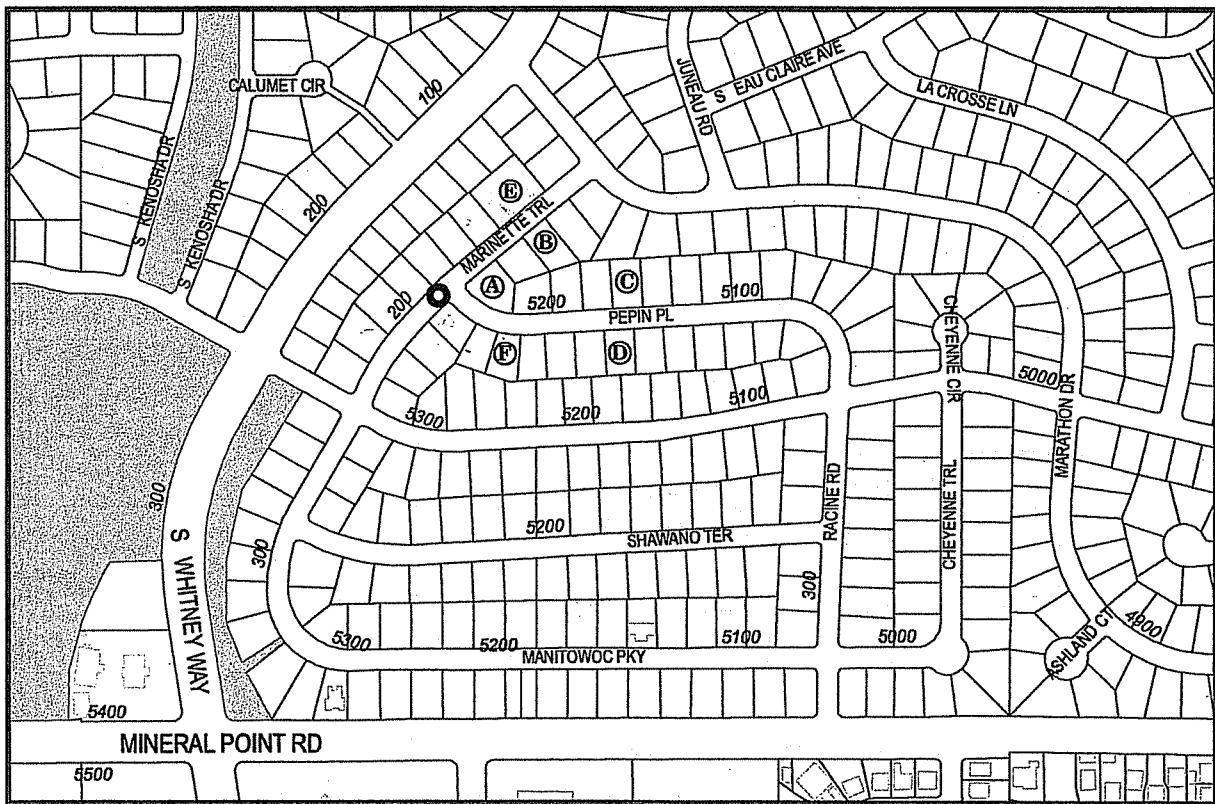 CALUMET CIR
100
JUNEAU RD
S EAU CLAIRE AVE
LA CROSSE LN
S KENOSHA DR
S KENOSHA DR
200
E
MARINETTE TRL
B
A
C
200
5200
5100
PEPIN PL
F
D
CHEYENNE CIR
5000
MARATHON DR
5300
5200
5100
300
S WHITNEY WAY
300
5200
SHAWANO TER
RACINE RD
CHEYENNE TRL
300
5300
5200
5100
5000
MANITOWOC PKY
ASHLAND CT
4900
5400
MINERAL POINT RD
5500